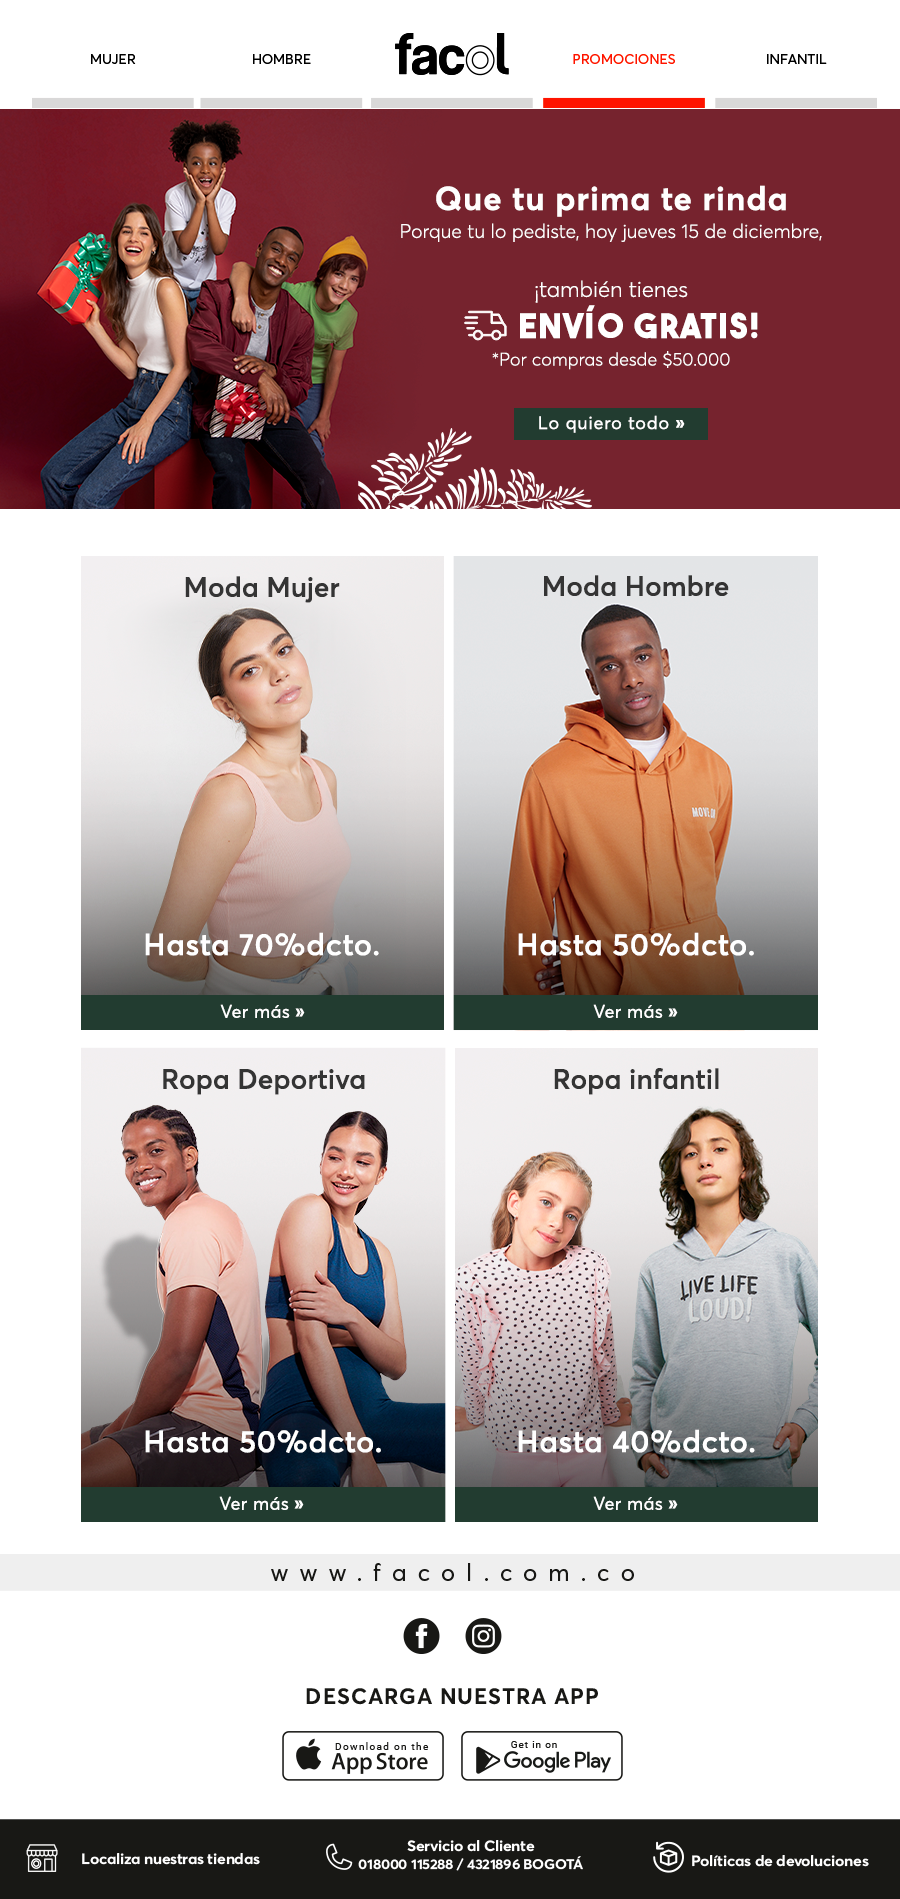 MUJER
HOMBRE
facol
PROMOCIONES
INFANTIL
Que tu prima te rinda
Porque tu lo pediste, hoy jueves 15 de diciembre,
¡también tienes
ENVÍO GRATIS!
*Por compras desde $50.000
Lo quiero todo »
Moda Mujer
Hasta 70%dcto.
Ver más »
Moda Hombre
Hasta 50%dcto.
Ver más »
Ropa Deportiva
Hasta 50%dcto.
Ver más »
Ropa infantil
LIVE LIFE
LOUD!
Hasta 40%dcto.
Ver más »
www.facol.com.co
DESCARGA NUESTRA APP
Download on the
App Store
Get in on
Google Play
Localiza nuestras tiendas
Servicio al Cliente
018000 115288 / 4321896 BOGOTÁ
Políticas de devoluciones